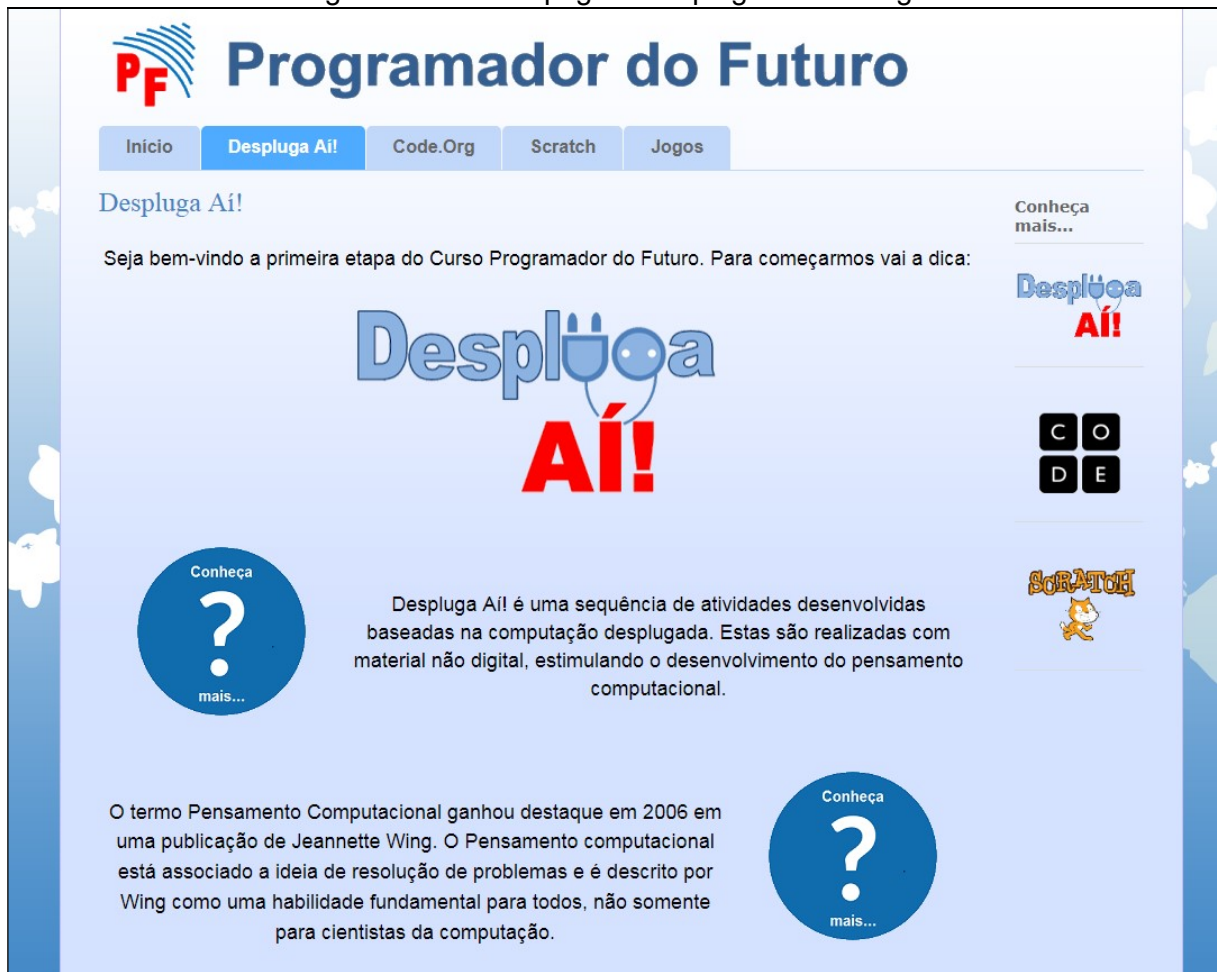 PF Programador do Futuro
Início Despluga Aí! Code.Org Scratch Jogos
Despluga Aí!
Seja bem-vindo a primeira etapa do Curso Programador do Futuro. Para começarmos vai a dica:
Despluga
AÍ!
Conheça
?
mais...
Despluga Aí! é uma sequência de atividades desenvolvidas
baseadas na computação desplugada. Estas são realizadas com
material não digital, estimulando o desenvolvimento do pensamento
computacional.
O termo Pensamento Computacional ganhou destaque em 2006 em
uma publicação de Jeannette Wing. O Pensamento computacional
está associado a ideia de resolução de problemas e é descrito por
Wing como uma habilidade fundamental para todos, não somente
para cientistas da computação.
Conheça
?
mais...
Conheça
mais...
Despluga
AÍ!
C O
D E
SCRATCH